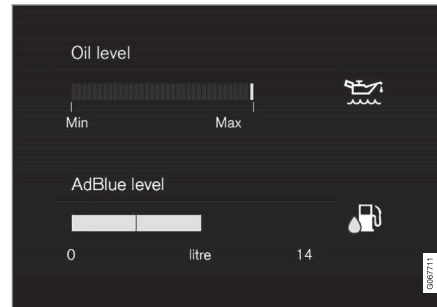 Oil level
Min Max
AdBlue level
0 litre 14
G067711